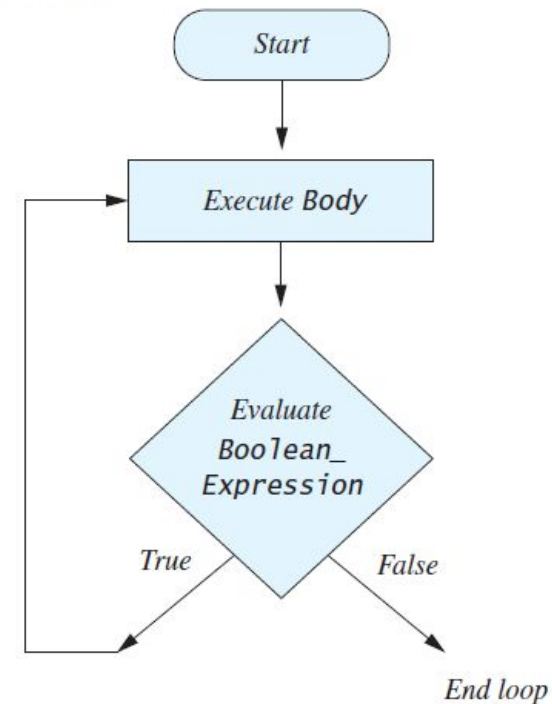 Start
Execute Body
Evaluate
Boolean_
Expression
True
False
End loop